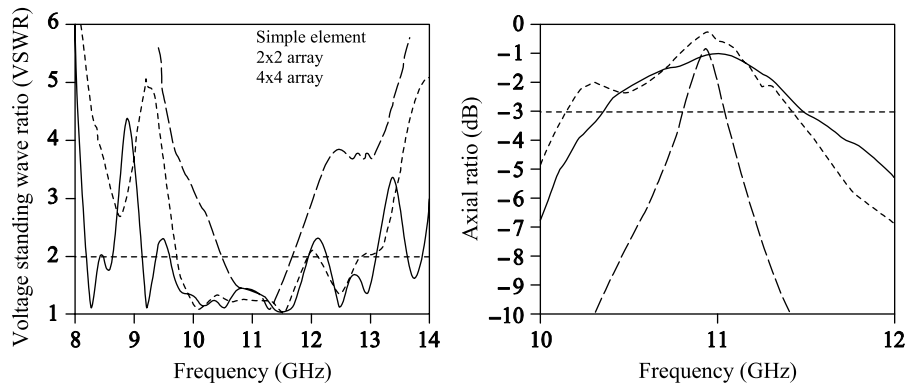 Voltage standing wave ratio (VSWR)
6
5
4
3
2
1
Simple element
2x2 array
4x4 array
8 9 10 11 12 13 14
Frequency (GHz)
Axial ratio (dB)
0
−1
−2
−3
−4
−5
−6
−7
−8
−9
−10
10 11 12
Frequency (GHz)